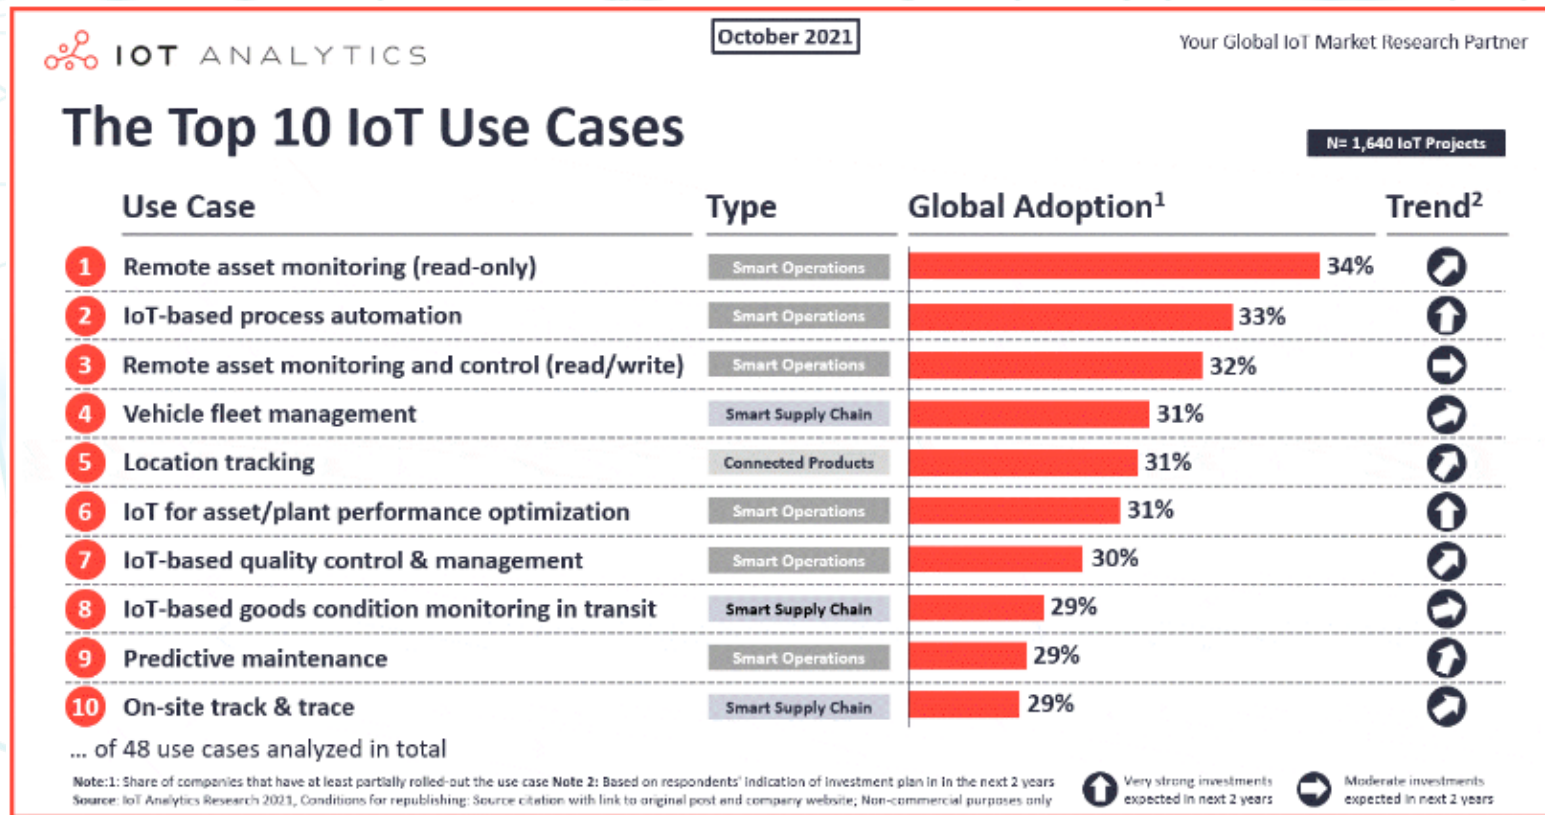 IOT ANALYTICS
October 2021
Your Global IoT Market Research Partner
The Top 10 IoT Use Cases
N= 1,640 IoT Projects
Use Case Type Global Adoption1 Trend2
1 Remote asset monitoring (read-only) Smart Operations 34%
2 IoT-based process automation Smart Operations 33%
3 Remote asset monitoring and control (read/write) Smart Operations 32%
4 Vehicle fleet management Smart Supply Chain 31%
5 Location tracking Connected Products 31%
6 IoT for asset/plant performance optimization Smart Operations 31%
7 IoT-based quality control & management Smart Operations 30%
8 IoT-based goods condition monitoring in transit Smart Supply Chain 29%
9 Predictive maintenance Smart Operations 29%
10 On-site track & trace Smart Supply Chain 29%
... of 48 use cases analyzed in total
Note:1: Share of companies that have at least partially rolled-out the use case Note 2: Based on respondents' indication of investment plan in in the next 2 years
Source: IoT Analytics Research 2021, Conditions for republishing: Source citation with link to original post and company website; Non-commercial purposes only
Very strong investments
expected in next 2 years
Moderate investments
expected in next 2 years